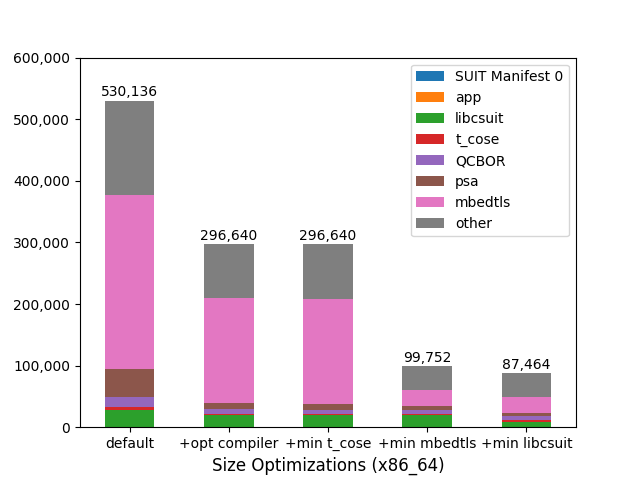 600,000
500,000
400,000
300,000
200,000
100,000
0
530,136
296,640
296,640
99,752
87,464
SUIT Manifest 0
app
libcsuit
t_cose
QCBOR
psa
mbedtls
other
default
+opt compiler
+min t_cose
+min mbedtls
+min libcsuit
Size Optimizations (x86_64)